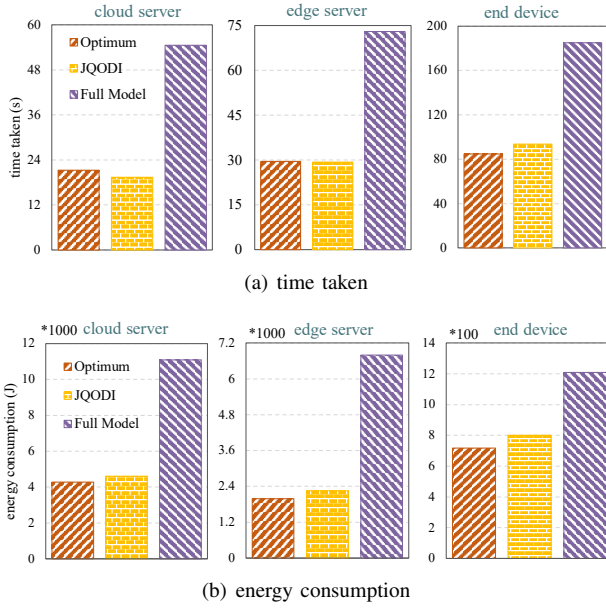 cloud server
edge server
end device
time taken (s)
60
48
36
24
12
0
Optimum
JQODI
Full Model
75
60
45
30
15
0
200
160
120
80
40
0
(a) time taken
*1000 cloud server
*1000 edge server
end device
*100
energy consumption (J)
12
10
8
6
4
2
0
Optimum
JQODI
Full Model
7.2
6
4.8
3.6
2.4
1.2
0
14
12
10
8
6
4
2
0
(b) energy consumption